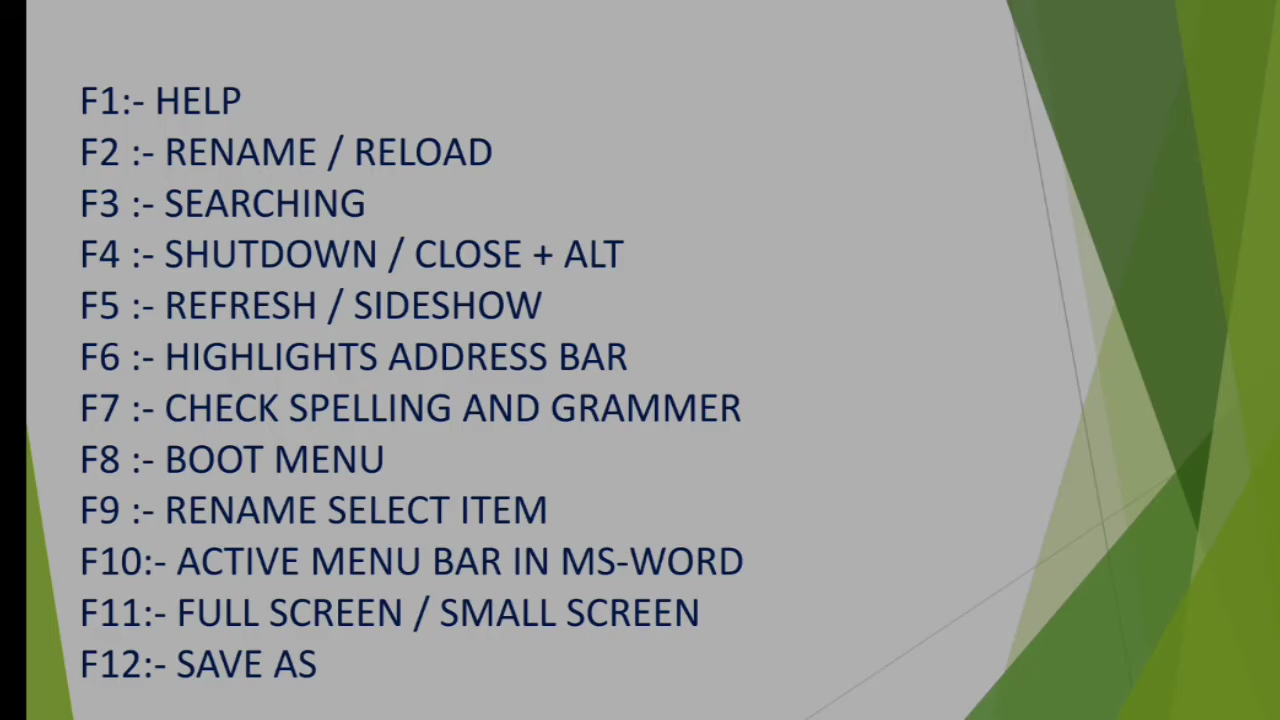 F1:- HELP
F2 :- RENAME / RELOAD
F3 :- SEARCHING
F4 :- SHUTDOWN / CLOSE + ALT
F5 :- REFRESH / SIDESHOW
F6 :- HIGHLIGHTS ADDRESS BAR
F7 :- CHECK SPELLING AND GRAMMER
F8 :- BOOT MENU
F9 :- RENAME SELECT ITEM
F10:- ACTIVE MENU BAR IN MS-WORD
F11:- FULL SCREEN / SMALL SCREEN
F12:- SAVE AS